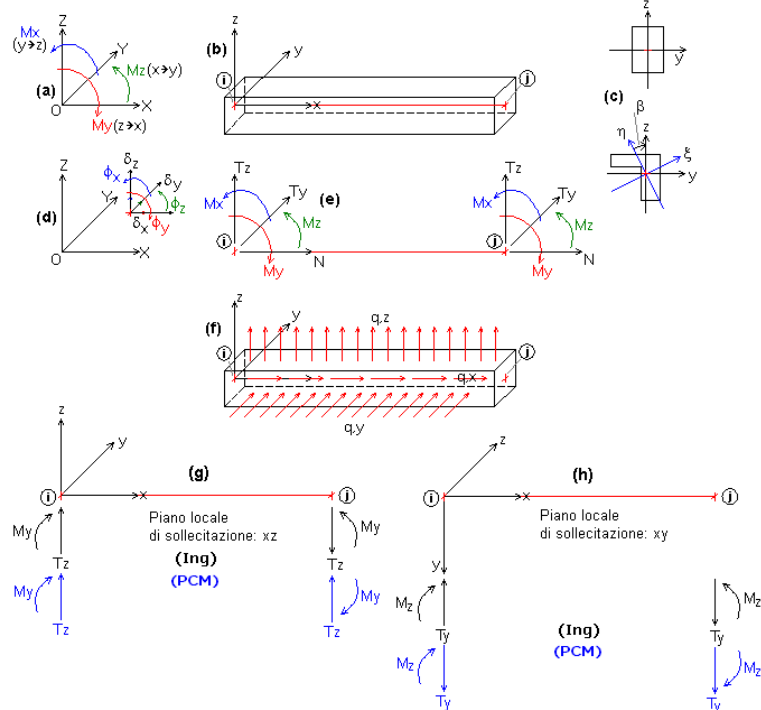 Z
Mx
(y→z)
Y
Mz(x→y)
(a)
O
X
My(z→x)
(b)
y
z
i
j
x
z
y
(c)
β
η
z
ξ
y
Z
ϕx
δz
δy
Y
ϕz
(d)
δx
ϕy
O
X
Tz
Mx
Ty
(e)
Mz
i
My
N
Tz
Mx
Ty
Mz
j
My
N
z
(f)
y
q,z
i
j
q,x
q,y
z
y
(g)
i
x
j
Piano locale
di sollecitazione: xz
My
Tz
My
Tz
(Ing)
(PCM)
My
Tz
My
Tz
z
(h)
i
x
j
Piano locale
di sollecitazione: xy
y
Mz
Ty
Mz
Ty
(Ing)
(PCM)
Mz
Ty
Mz
Ty